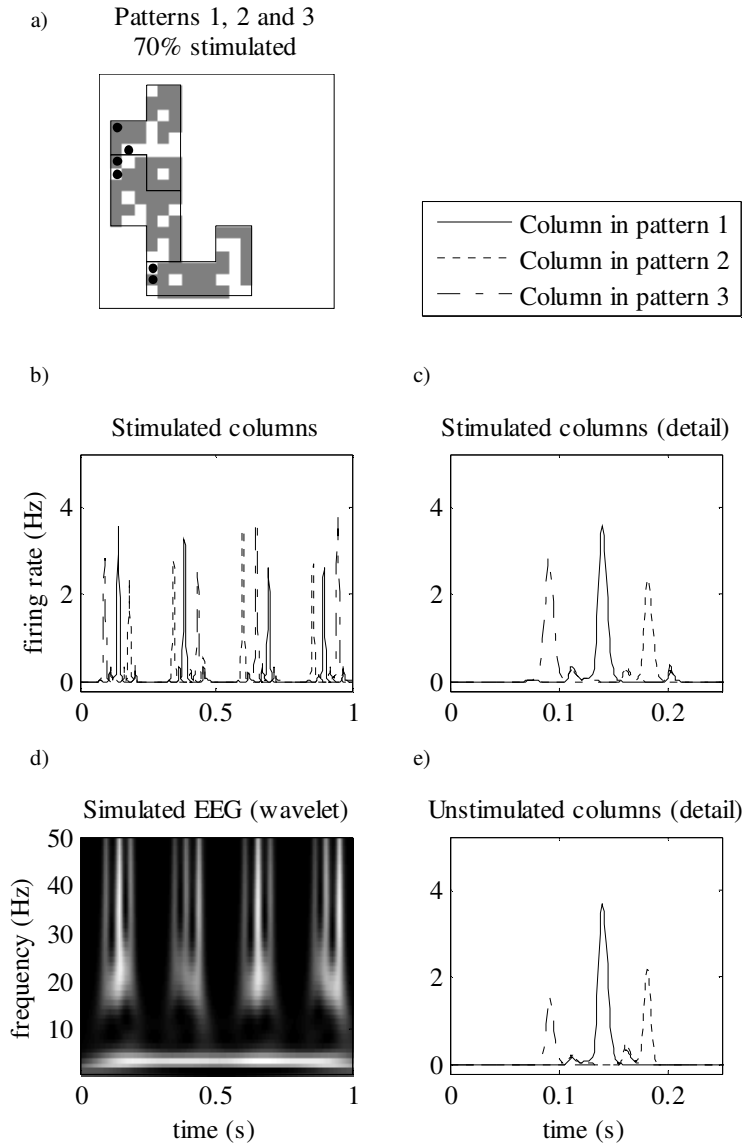 a)
Patterns 1, 2 and 3
70% stimulated
Column in pattern 1
Column in pattern 2
Column in pattern 3
b)
c)
Stimulated columns
Stimulated columns (detail)
firing rate (Hz)
4
2
0
0
0.5
1
4
2
0
0
0.1
0.2
d)
e)
Simulated EEG (wavelet)
Unstimulated columns (detail)
frequency (Hz)
50
40
30
20
10
0
0.5
1
time (s)
4
2
0
0
0.1
0.2
time (s)